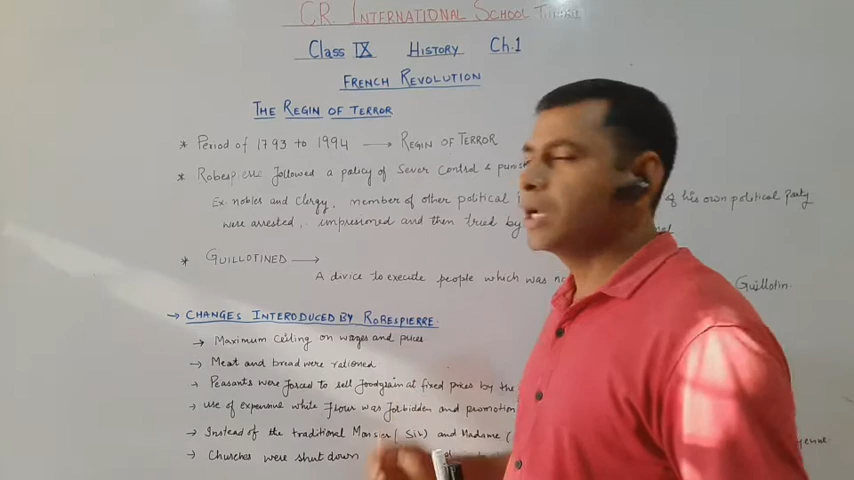 CR. INTERNATIONAL SCHOOL
Class IX HISTORY Ch.1
FRENCH REVOLUTION
THE REGIN OF TERROR
* Period of 1793 to 1994 → REGIN OF TERROR
* Robespierre followed a policy of Sever Control &
Ex nobles and Clergy, member of other political of his own political Party
were arrested, impresioned and then tried by
* GUILLOTINED →
A divice to execute people which was Guillotin.
→ CHANGES INTERODUCED BY ROBESPIERRE
→ Maximum Ceiling on wages and prices
→ Meat and bread were rationed
→ Peasants were forced to sell foodgrain at fixed prices by the
→ use of expensive white flour was forbidden and promotion
→ Instead of the traditional Monsier (Sir) and Madame (
→ Churches were shut down